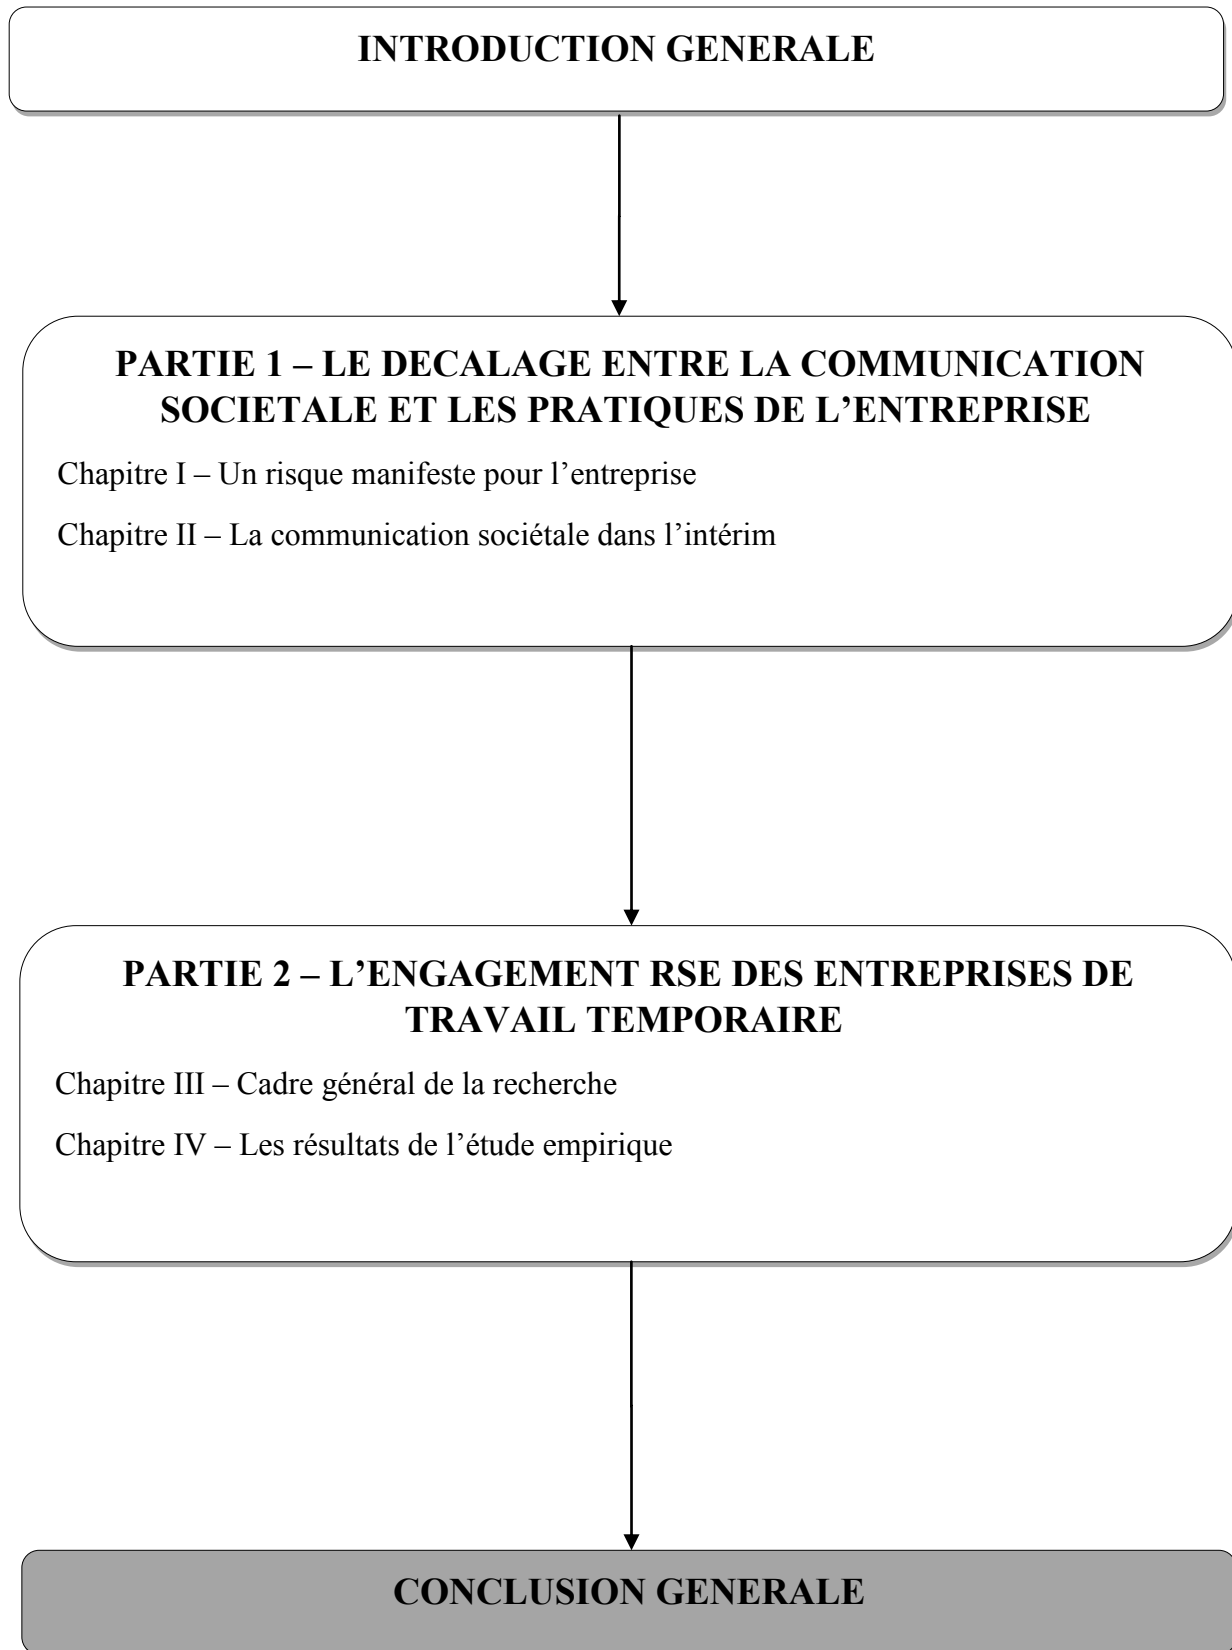 INTRODUCTION GENERALE
PARTIE 1 – LE DECALAGE ENTRE LA COMMUNICATION
SOCIETALE ET LES PRATIQUES DE L’ENTREPRISE
Chapitre I – Un risque manifeste pour l’entreprise
Chapitre II – La communication sociétale dans l’intérim
PARTIE 2 – L’ENGAGEMENT RSE DES ENTREPRISES DE
TRAVAIL TEMPORAIRE
Chapitre III – Cadre général de la recherche
Chapitre IV – Les résultats de l’étude empirique
CONCLUSION GENERALE